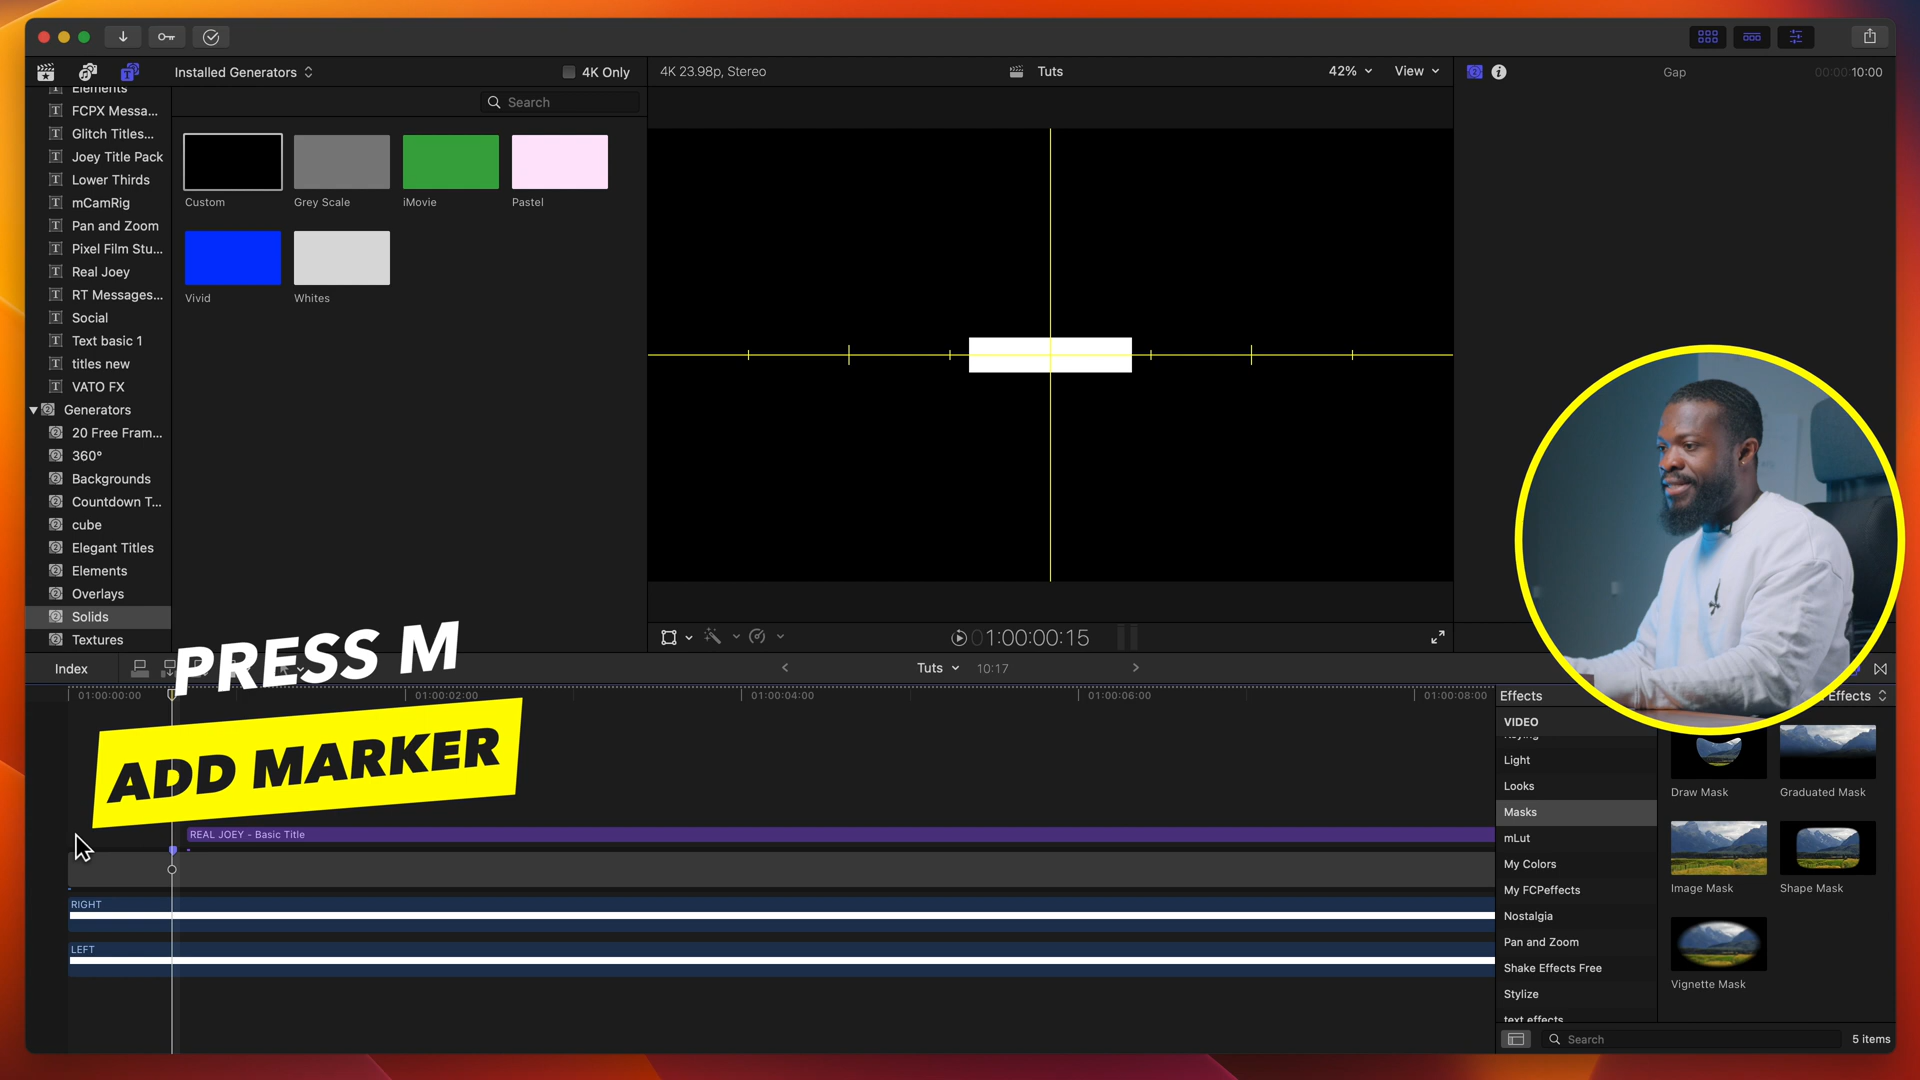 Installed Generators
4K Only
4K 23.98p, Stereo
Tuts
42%
View
Gap
00:00:10:00
Search
Elements
FCPX Messa...
Glitch Titles...
Joey Title Pack
Lower Thirds
mCamRig
Pan and Zoom
Pixel Film Stu...
Real Joey
RT Messages...
Social
Text basic 1
titles new
VATO FX
Generators
20 Free Fram...
360°
Backgrounds
Countdown T...
cube
Elegant Titles
Elements
Overlays
Solids
Textures
Custom
Grey Scale
iMovie
Pastel
Vivid
Whites
01:00:00:15
Index
Tuts
10:17
PRESS M
ADD MARKER
01:00:00:00
01:00:02:00
01:00:04:00
01:00:06:00
01:00:08:00
REAL JOEY - Basic Title
RIGHT
LEFT
Effects
Effects
VIDEO
Keying
Light
Looks
Masks
mLut
My Colors
My FCPeffects
Nostalgia
Pan and Zoom
Shake Effects Free
Stylize
text effects
Draw Mask
Graduated Mask
Image Mask
Shape Mask
Vignette Mask
Search
5 items